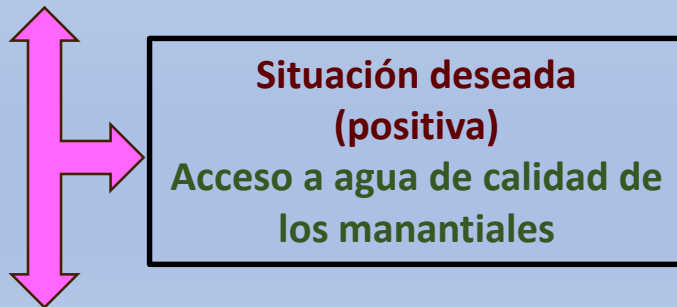 Situación deseada
(positiva)
Acceso a agua de calidad de
los manantiales